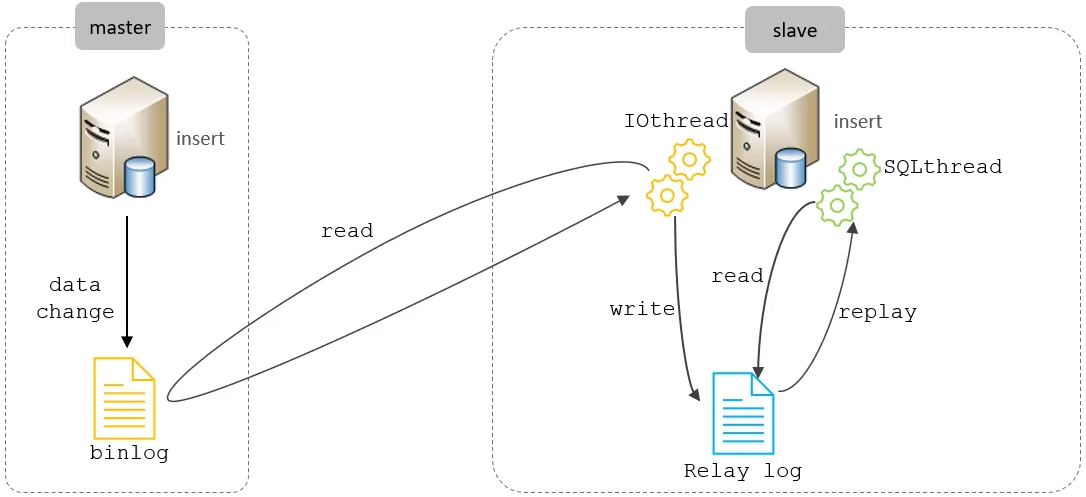 master
insert
data
change
binlog
read
slave
IOthread
insert
SQLthread
write
read
replay
Relay log